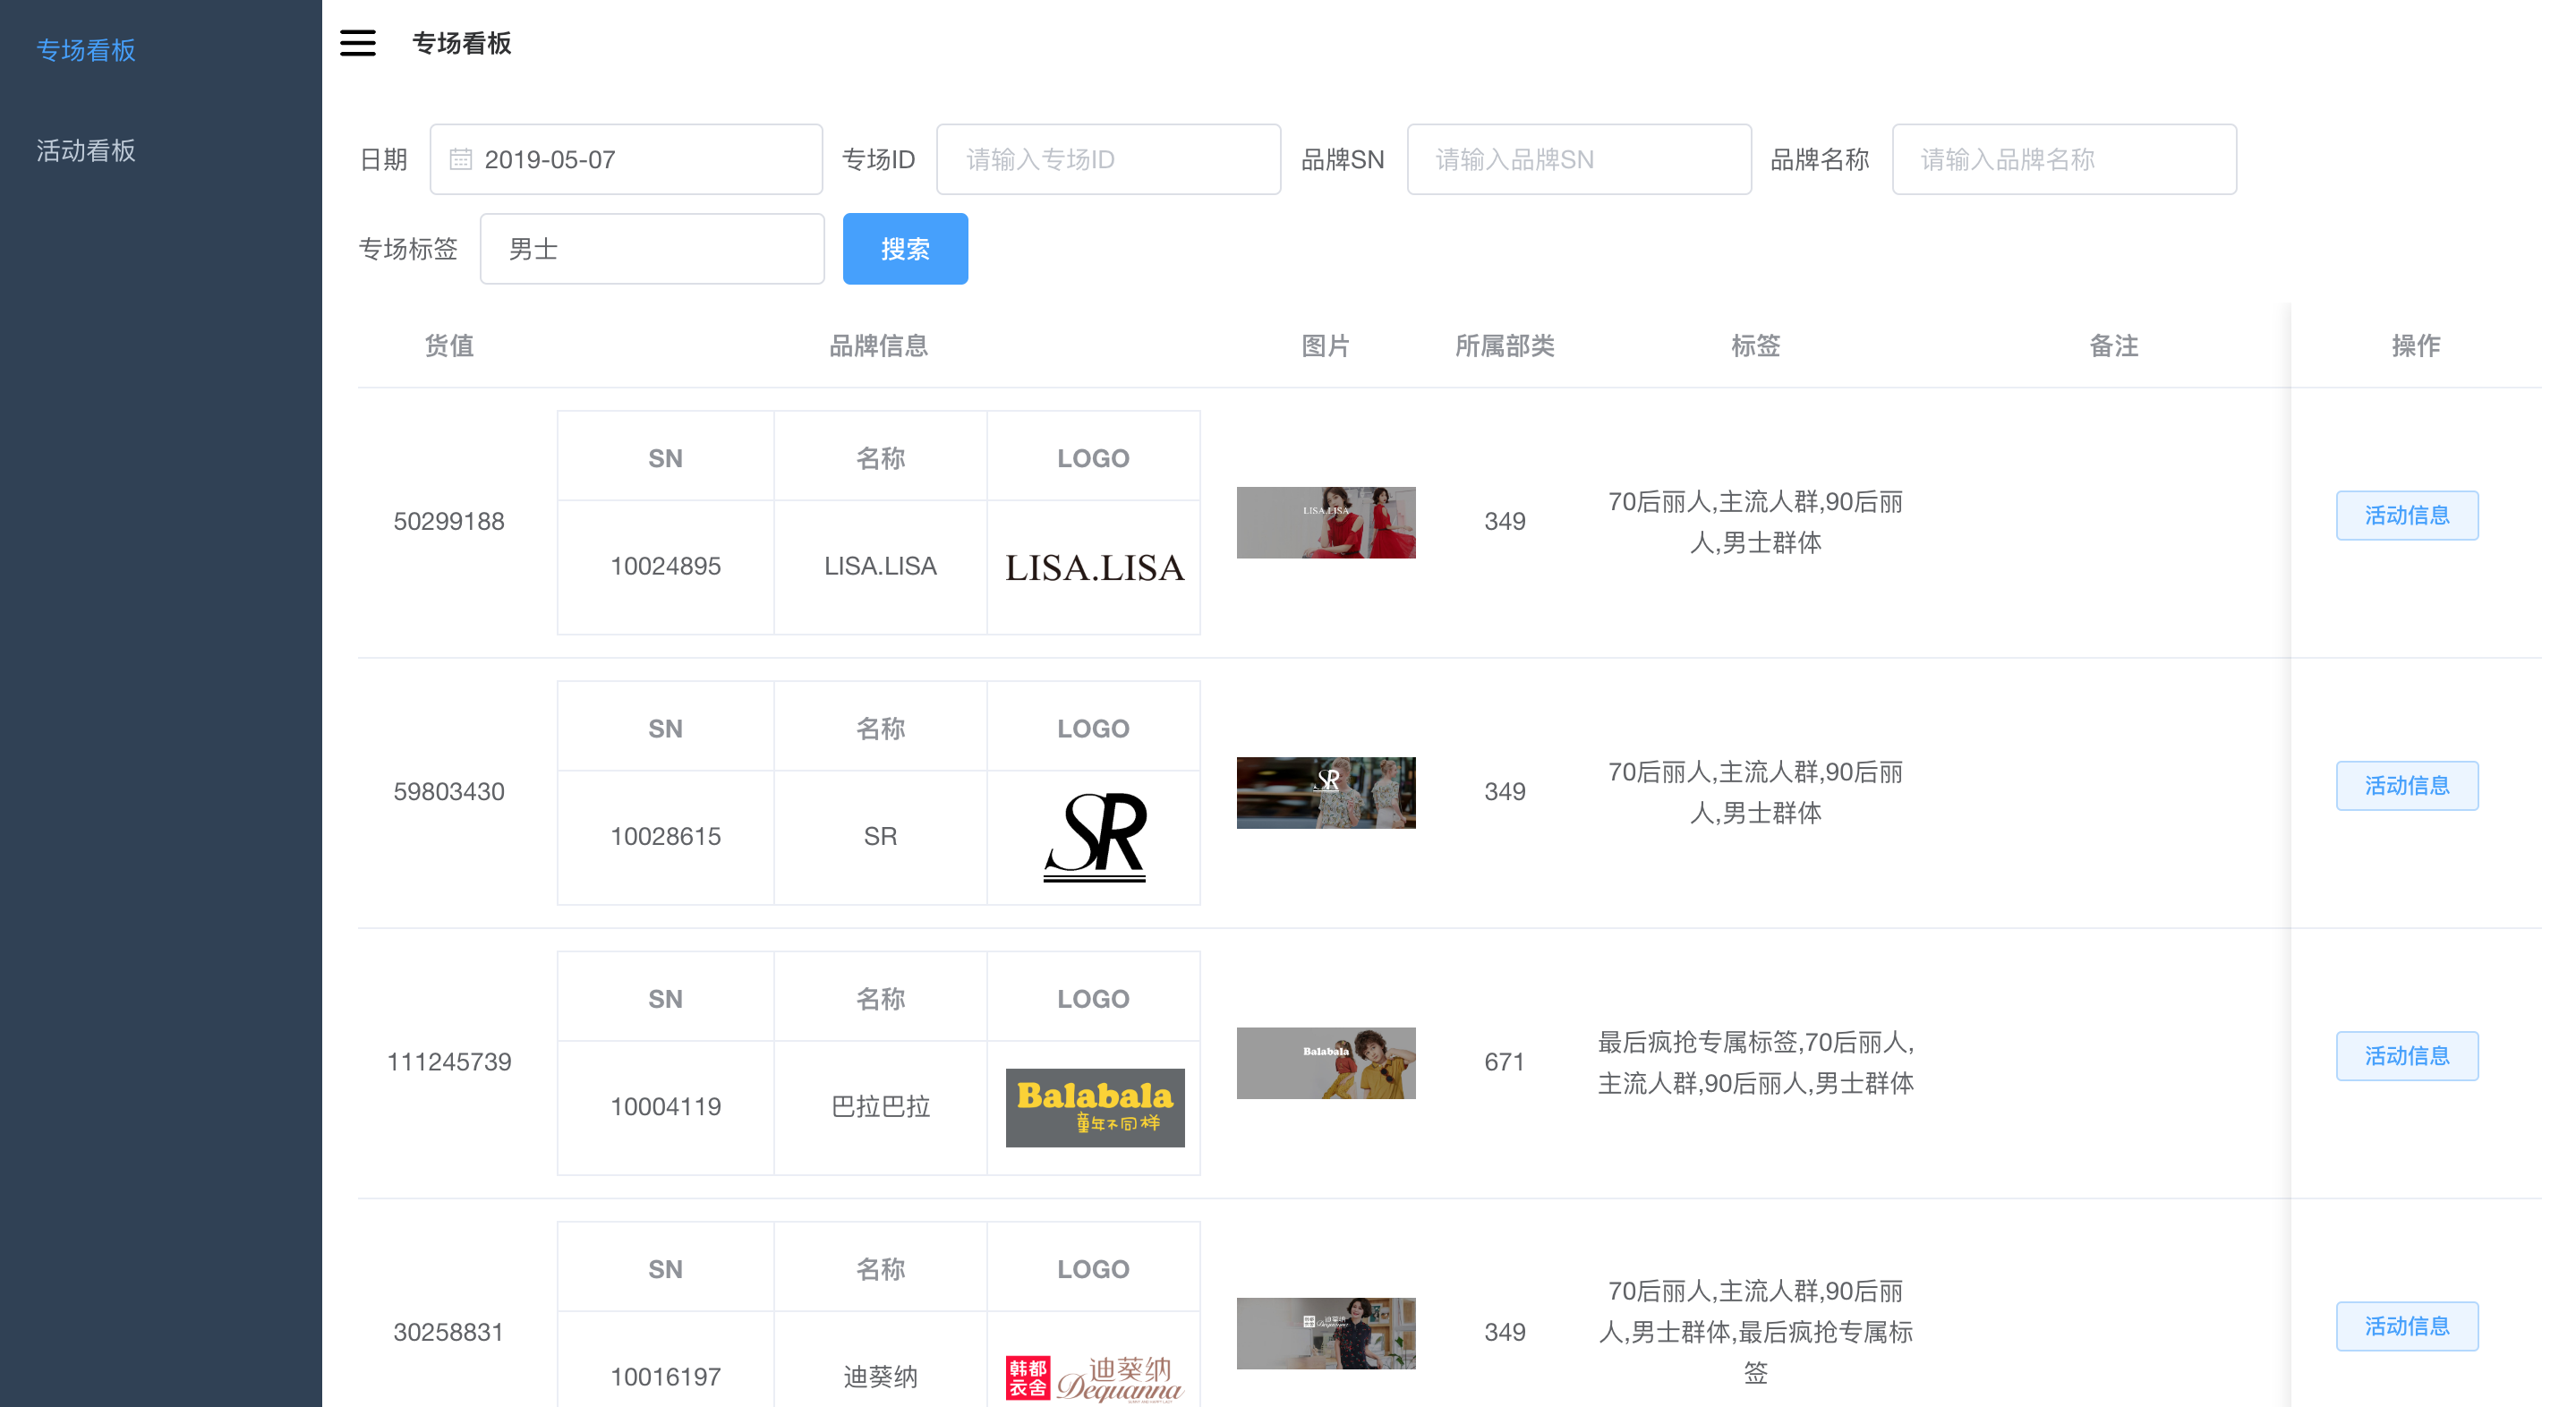 专场看板
活动看板
专场看板
日期 2019-05-07 专场ID 请输入专场ID 品牌SN 请输入品牌SN 品牌名称 请输入品牌名称
专场标签 男士 搜索
货值 品牌信息 图片 所属部类 标签 备注 操作
SN 名称 LOGO
50299188
10024895 LISA.LISA LISA.LISA
LISA.LISA
349
70后丽人,主流人群,90后丽
人,男士群体
活动信息
SN 名称 LOGO
59803430
10028615 SR SR
SR
349
70后丽人,主流人群,90后丽
人,男士群体
活动信息
SN 名称 LOGO
111245739
10004119 巴拉巴拉 Balabala
童年不同样
Balabala
671
最后疯抢专属标签,70后丽人,
主流人群,90后丽人,男士群体
活动信息
SN 名称 LOGO
30258831
10016197 迪葵纳
韩都
衣舍
迪葵纳
Dequanna
迪葵纳
Dequanna
349
70后丽人,主流人群,90后丽
人,男士群体,最后疯抢专属标
签
活动信息